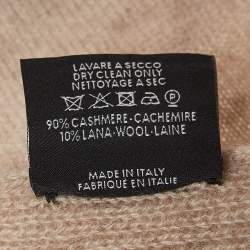 LAVARE A SECCO
DRY CLEAN ONLY
NETTOYAGE A SEC
P
90% CASHMERE-CACHEMIRE
10% LANA-WOOL-LAINE
MADE IN ITALY
FABRIQUÉ EN ITALIE